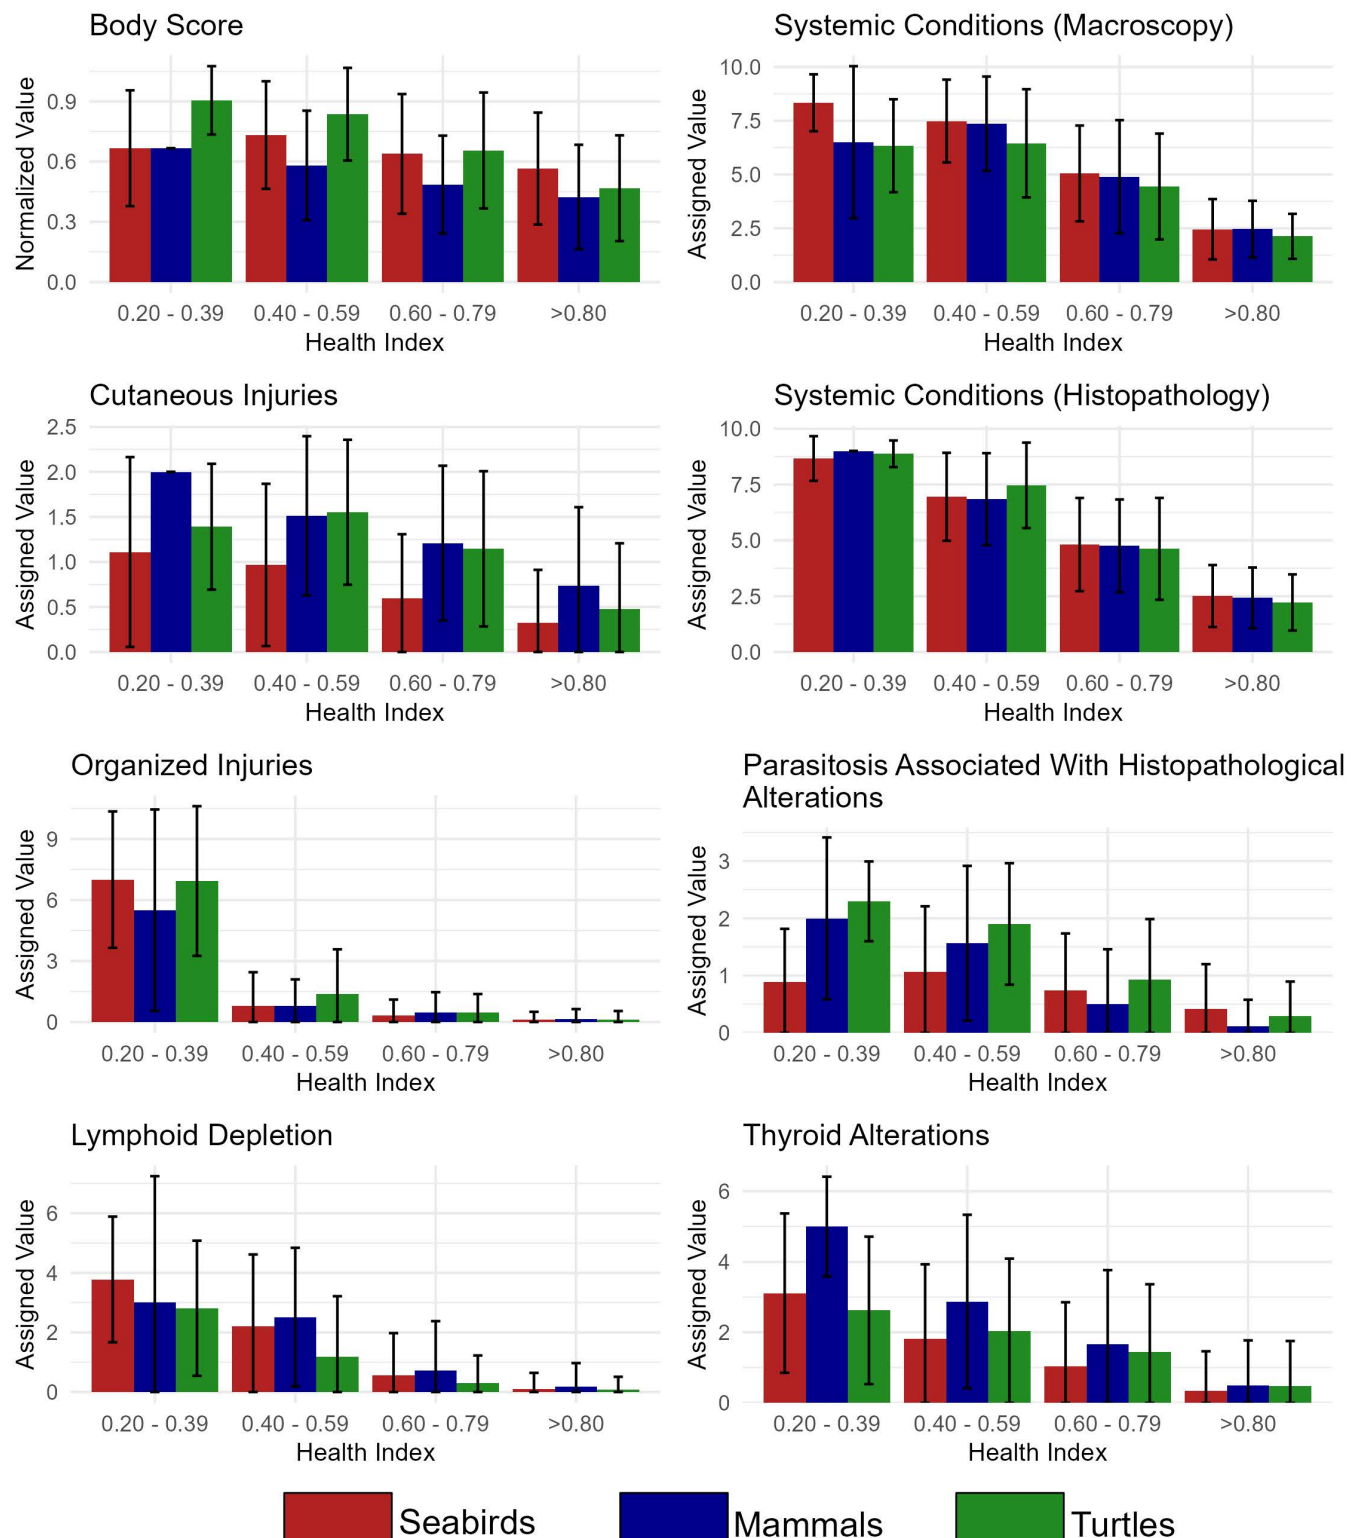 Body Score
Normalized Value
0.9
0.6
0.3
0.0
0.20 - 0.39 0.40 - 0.59 0.60 - 0.79 >0.80
Health Index
Systemic Conditions (Macroscopy)
Assigned Value
10.0
7.5
5.0
2.5
0.0
0.20 - 0.39 0.40 - 0.59 0.60 - 0.79 >0.80
Health Index
Cutaneous Injuries
Assigned Value
2.5
2.0
1.5
1.0
0.5
0.0
0.20 - 0.39 0.40 - 0.59 0.60 - 0.79 >0.80
Health Index
Systemic Conditions (Histopathology)
Assigned Value
10.0
7.5
5.0
2.5
0.0
0.20 - 0.39 0.40 - 0.59 0.60 - 0.79 >0.80
Health Index
Organized Injuries
Assigned Value
9
6
3
0
0.20 - 0.39 0.40 - 0.59 0.60 - 0.79 >0.80
Health Index
Parasitosis Associated With Histopathological
Alterations
Assigned Value
3
2
1
0
0.20 - 0.39 0.40 - 0.59 0.60 - 0.79 >0.80
Health Index
Lymphoid Depletion
Assigned Value
6
4
2
0
0.20 - 0.39 0.40 - 0.59 0.60 - 0.79 >0.80
Health Index
Thyroid Alterations
Assigned Value
6
4
2
0
0.20 - 0.39 0.40 - 0.59 0.60 - 0.79 >0.80
Health Index
Seabirds Mammals Turtles